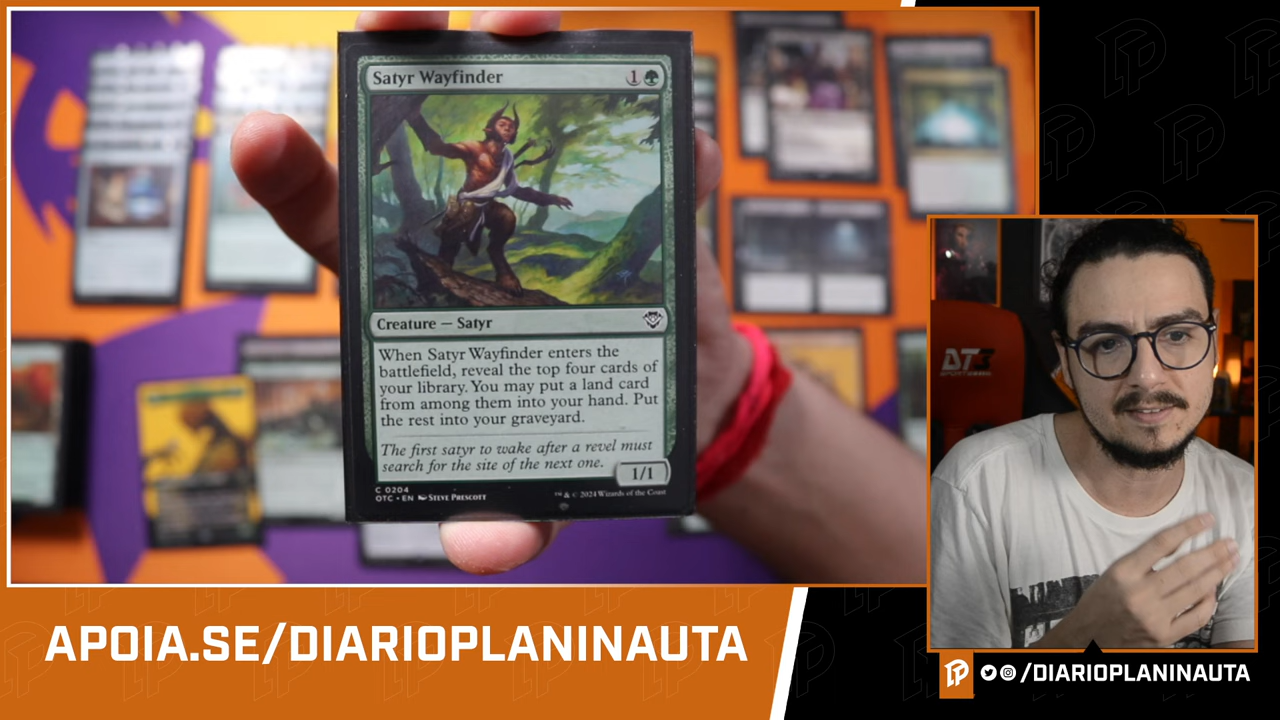 Satyr Wayfinder 1
Creature — Satyr
When Satyr Wayfinder enters the
battlefield, reveal the top four cards of
your library. You may put a land card
from among them into your hand. Put
the rest into your graveyard.
The first satyr to wake after a revel must
search for the site of the next one.
1/1
C 0204
OTC • EN STEVE PRESCOTT
™ & © 2024 Wizards of the Coast
DT3
SPORTS
APOIA.SE/DIARIOPLANINAUTA
/DIARIOPLANINAUTA